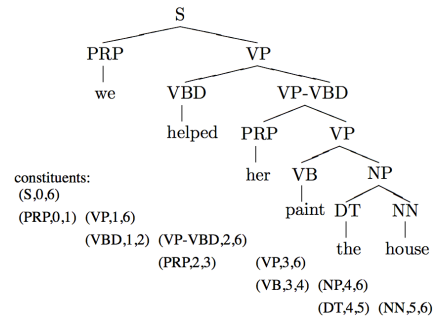 S
PRP VP
we VBD VP-VBD
helped PRP VP
her VB NP
paint DT NN
the house
constituents:
(S,0,6)
(PRP,0,1) (VP,1,6)
(VBD,1,2) (VP-VBD,2,6)
(PRP,2,3) (VP,3,6)
(VB,3,4) (NP,4,6)
(DT,4,5) (NN,5,6)